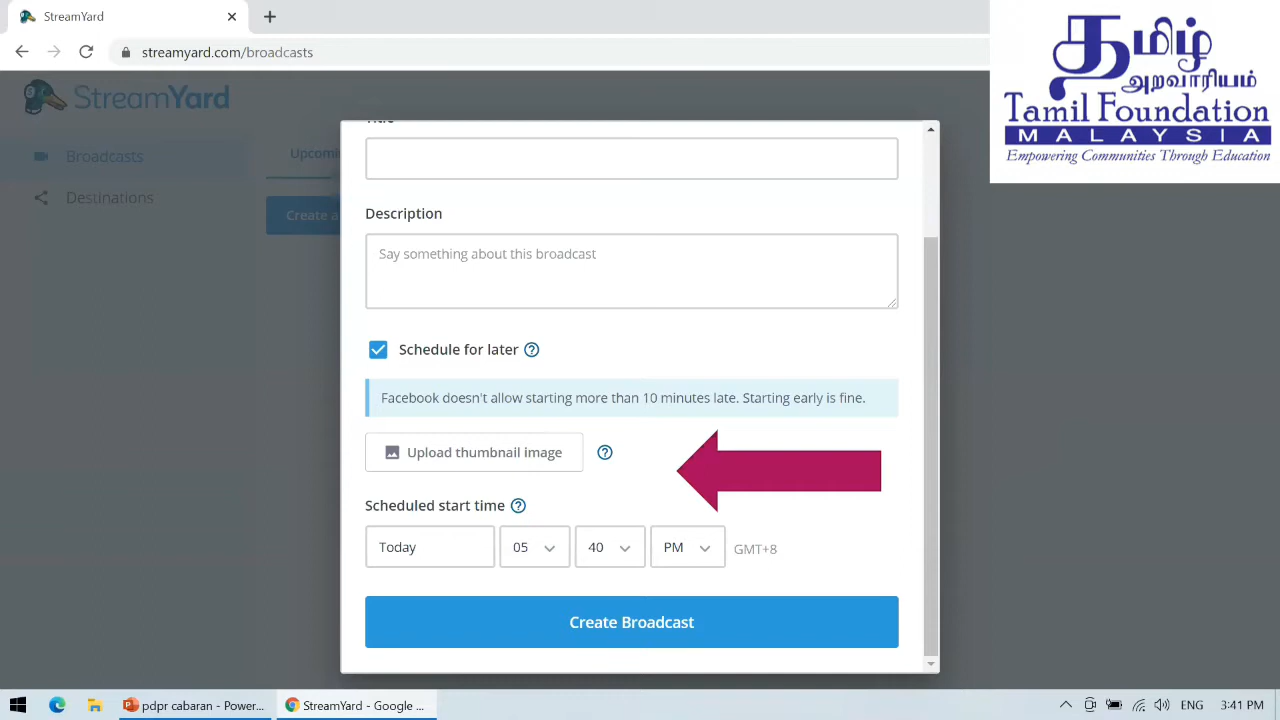 StreamYard
streamyard.com/broadcasts
தமிழ்
அறவாரியம்
Tamil Foundation
MALAYSIA
Empowering Communities Through Education
StreamYard
Broadcasts
Destinations
Upcomi
Create a
Title
Description
Say something about this broadcast
Schedule for later
Facebook doesn't allow starting more than 10 minutes late. Starting early is fine.
Upload thumbnail image
Scheduled start time
Today 05 40 PM GMT+8
Create Broadcast
pdpr cabaran - Power... StreamYard - Google ... ENG 3:41 PM